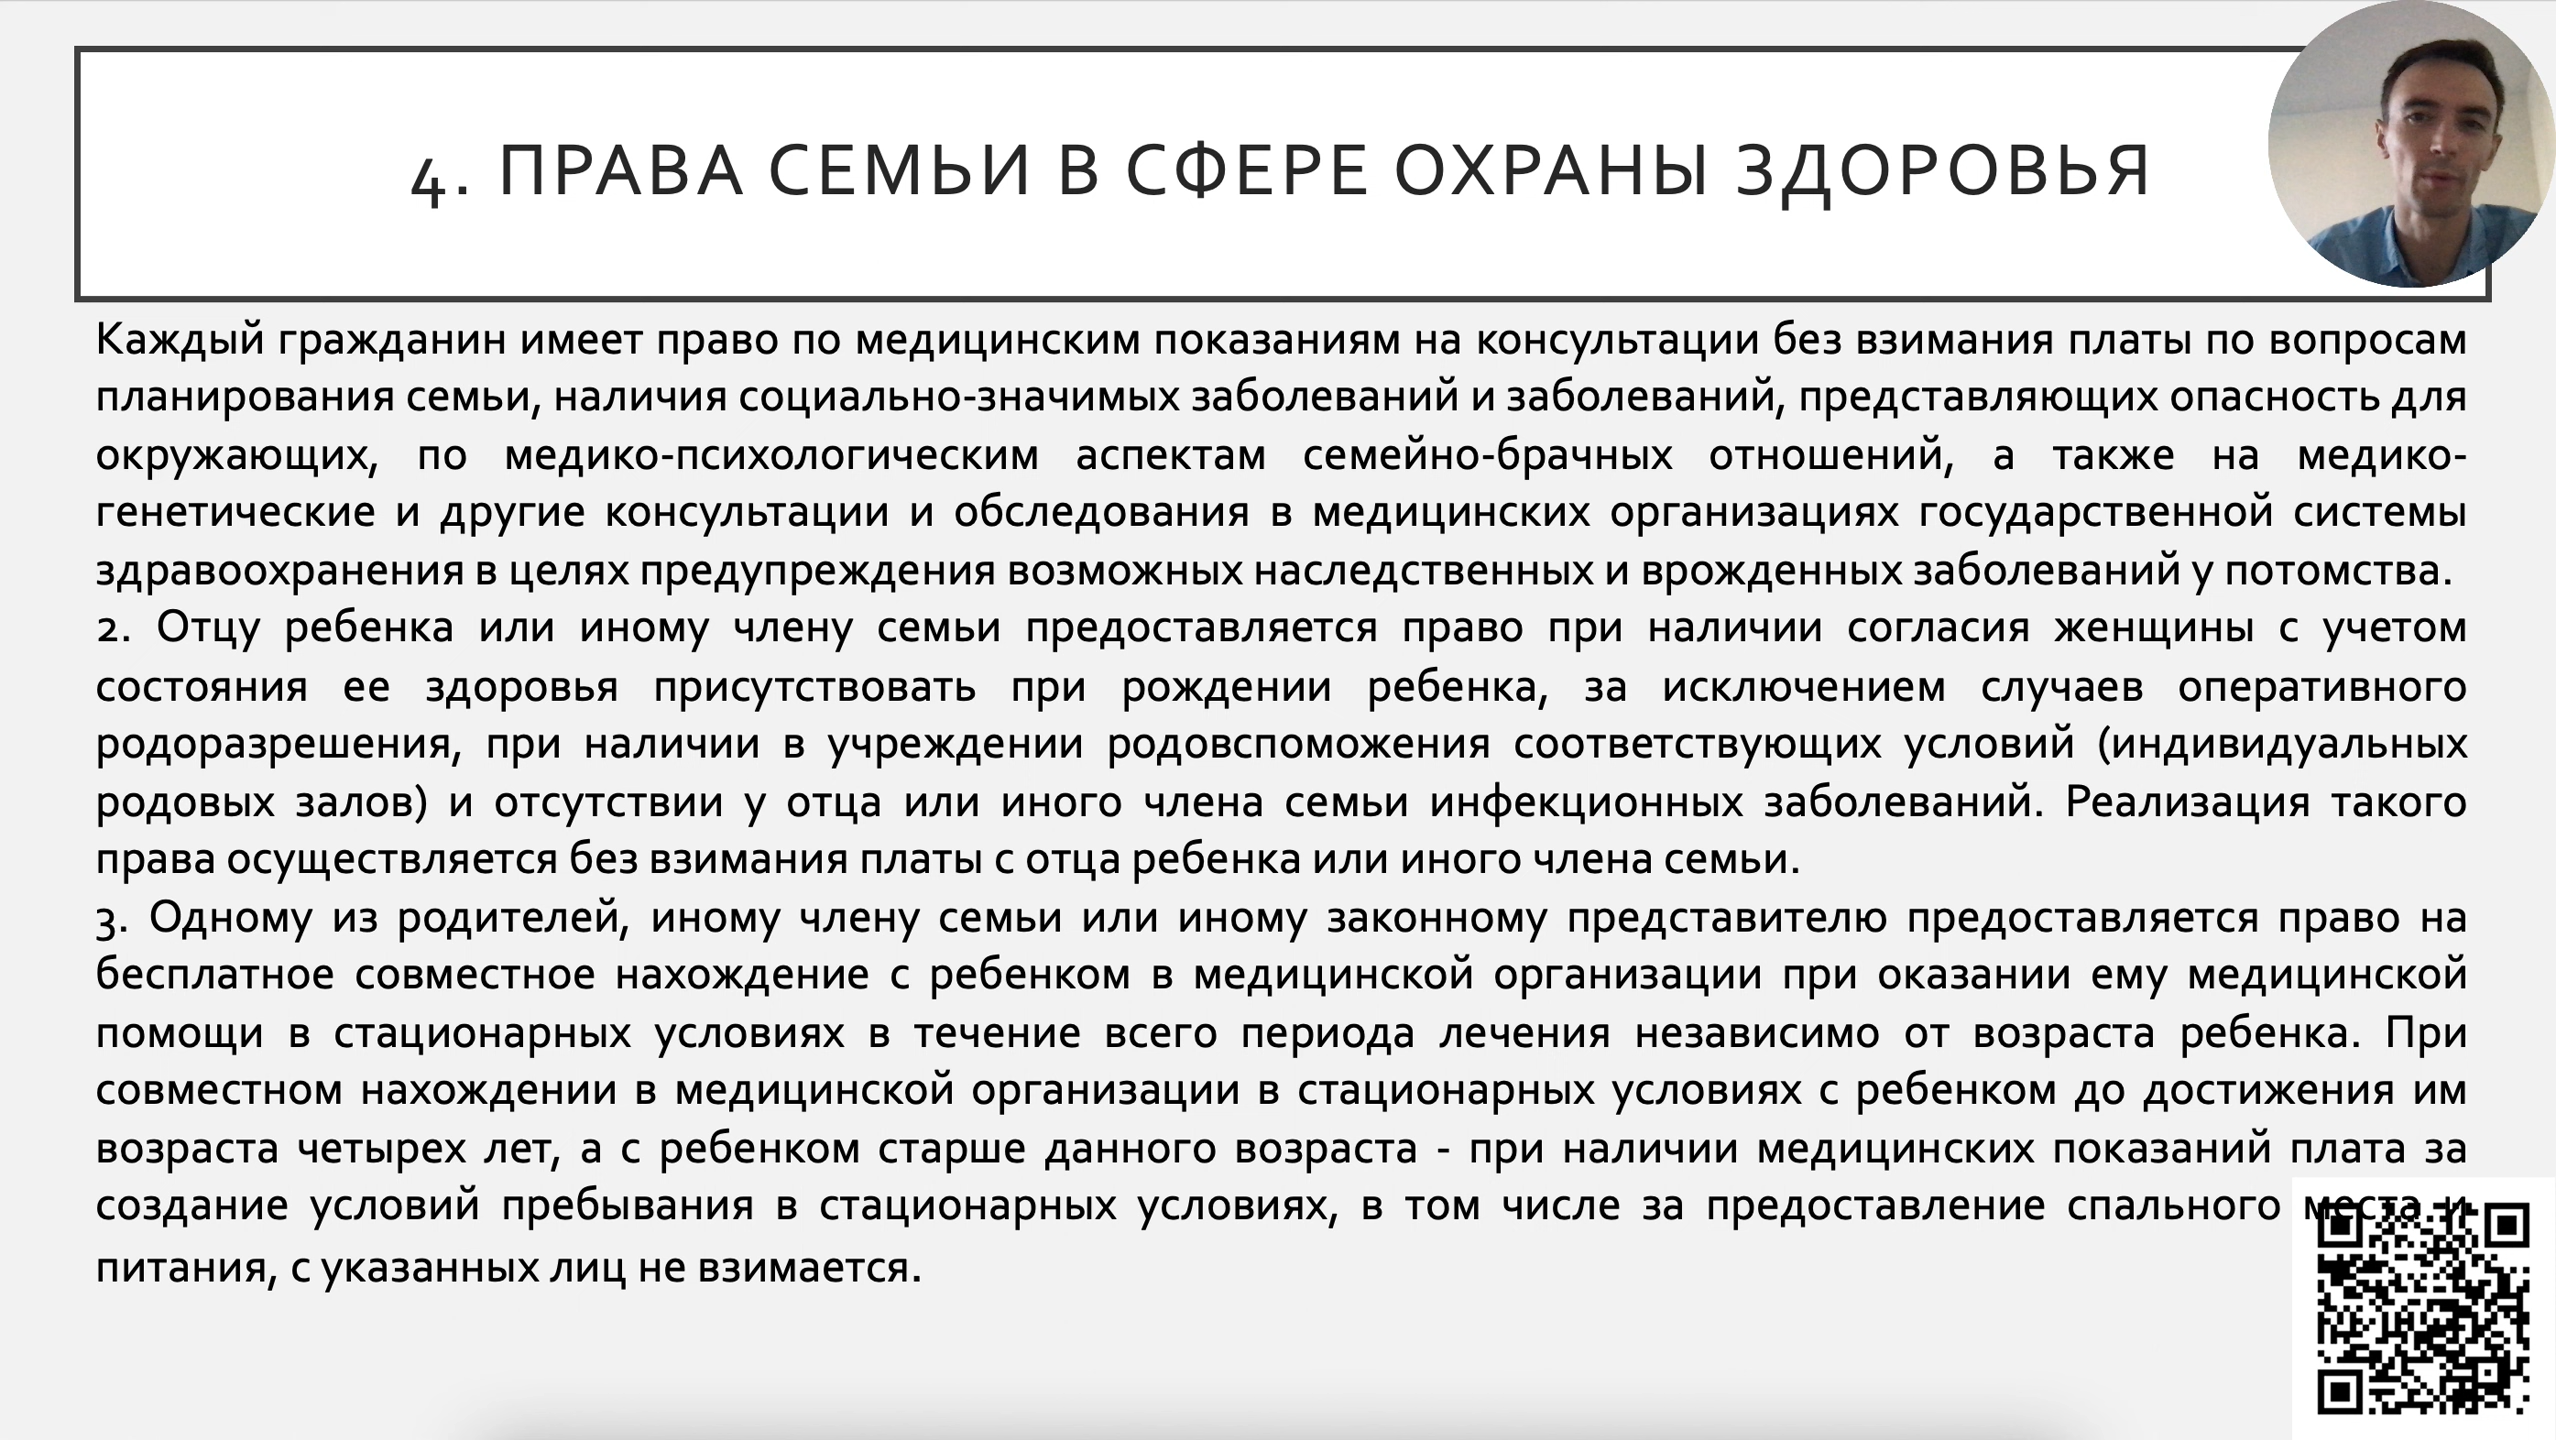 4. ПРАВА СЕМЬИ В СФЕРЕ ОХРАНЫ ЗДОРОВЬЯ
Каждый гражданин имеет право по медицинским показаниям на консультации без взимания платы по вопросам
планирования семьи, наличия социально-значимых заболеваний и заболеваний, представляющих опасность для
окружающих, по медико-психологическим аспектам семейно-брачных отношений, а также на медико-
генетические и другие консультации и обследования в медицинских организациях государственной системы
здравоохранения в целях предупреждения возможных наследственных и врожденных заболеваний у потомства.
2. Отцу ребенка или иному члену семьи предоставляется право при наличии согласия женщины с учетом
состояния ее здоровья присутствовать при рождении ребенка, за исключением случаев оперативного
родоразрешения, при наличии в учреждении родовспоможения соответствующих условий (индивидуальных
родовых залов) и отсутствии у отца или иного члена семьи инфекционных заболеваний. Реализация такого
права осуществляется без взимания платы с отца ребенка или иного члена семьи.
3. Одному из родителей, иному члену семьи или иному законному представителю предоставляется право на
бесплатное совместное нахождение с ребенком в медицинской организации при оказании ему медицинской
помощи в стационарных условиях в течение всего периода лечения независимо от возраста ребенка. При
совместном нахождении в медицинской организации в стационарных условиях с ребенком до достижения им
возраста четырех лет, а с ребенком старше данного возраста - при наличии медицинских показаний плата за
создание условий пребывания в стационарных условиях, в том числе за предоставление спального места и
питания, с указанных лиц не взимается.